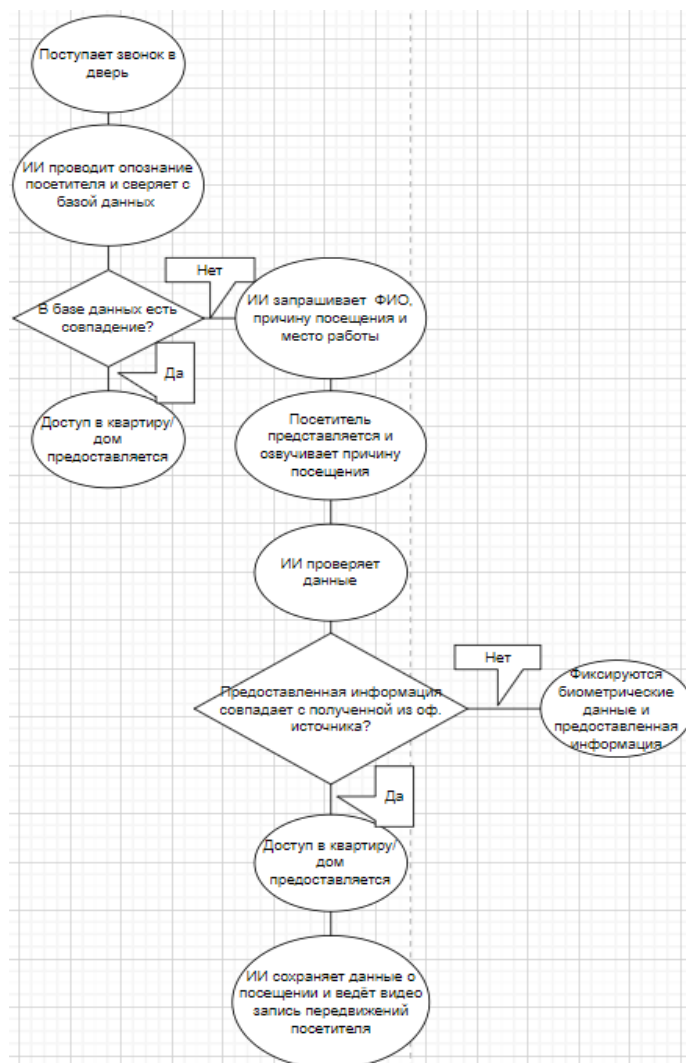 Поступает звонок в
дверь
ИИ проводит опознание
посетителя и сверяет с
базой данных
В базе данных есть
совпадение?
Нет
Да
Доступ в квартиру/
дом
предоставляется
ИИ запрашивает ФИО,
причину посещения и
место работы
Посетитель
представляется и
озвучивает причину
посещения
ИИ проверяет
данные
Предоставленная информация
совпадает с полученной из оф.
источника?
Нет
Фиксируются
биометрические
данные и
предоставленная
информация
Да
Доступ в квартиру/
дом
предоставляется
ИИ сохраняет данные о
посещении и ведёт видео
запись передвижений
посетителя